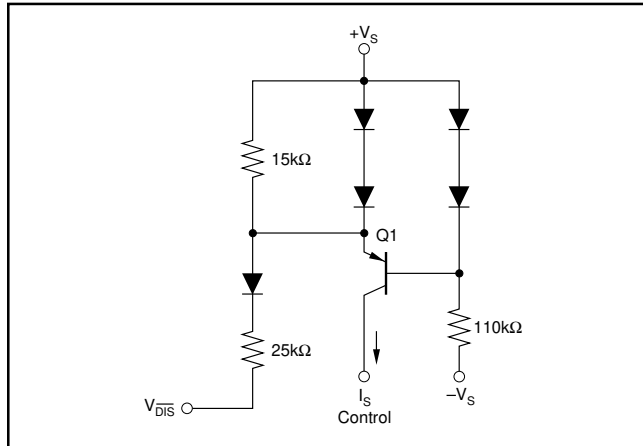 +VS
15kΩ
Q1
25kΩ
110kΩ
VDIS
IS
Control
–VS